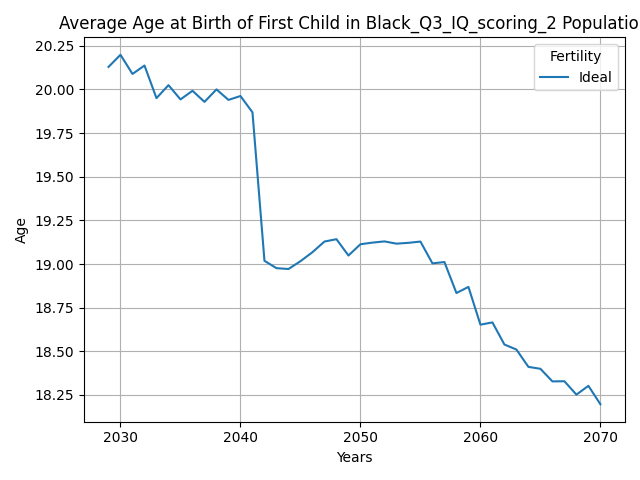 Average Age at Birth of First Child in Black_Q3_IQ_scoring_2 Populatio
Fertility
Ideal
20.25
20.00
19.75
19.50
19.25
19.00
18.75
18.50
18.25
Age
2030 2040 2050 2060 2070
Years